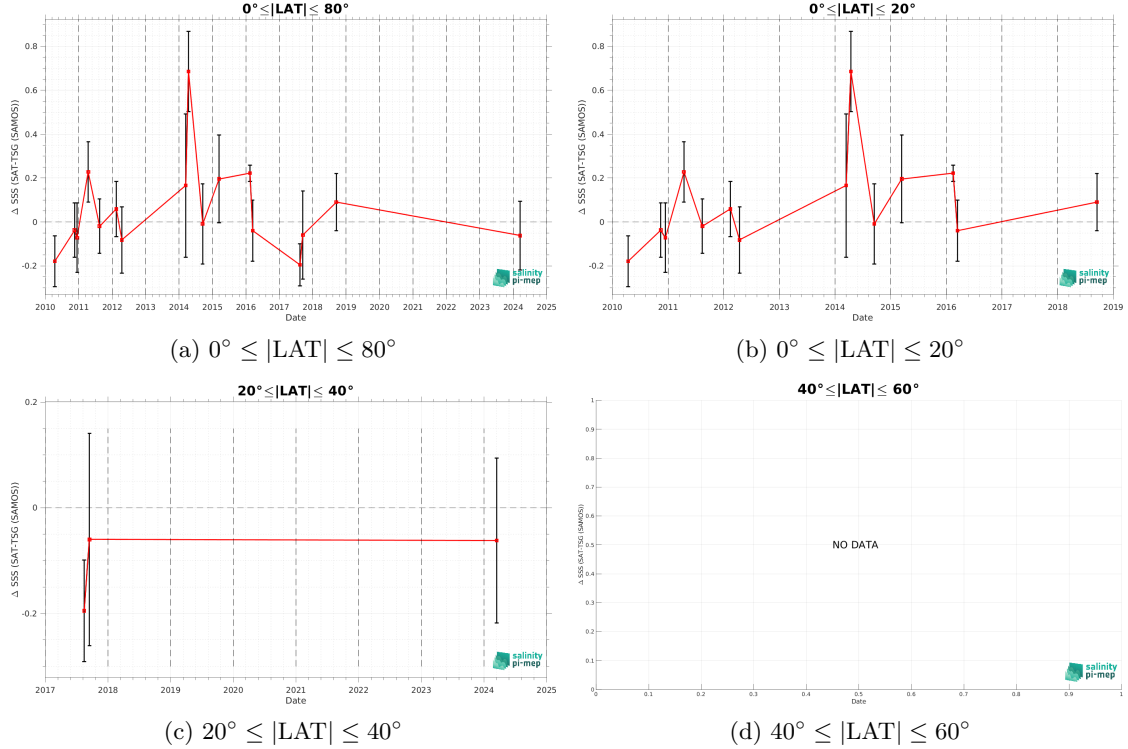 0°≤|LAT|≤ 80°
Δ SSS (SAT-TSG (SAMOS))
0.8
0.6
0.4
0.2
0
-0.2
2010 2011 2012 2013 2014 2015 2016 2017 2018 2019 2020 2021 2022 2023 2024 2025
Date
salinity
pi-mep
(a) 0° ≤ |LAT| ≤ 80°
0°≤|LAT|≤ 20°
Δ SSS (SAT-TSG (SAMOS))
0.8
0.6
0.4
0.2
0
-0.2
2010 2011 2012 2013 2014 2015 2016 2017 2018 2019
Date
salinity
pi-mep
(b) 0° ≤ |LAT| ≤ 20°
20°≤|LAT|≤ 40°
Δ SSS (SAT-TSG (SAMOS))
0.2
0
-0.2
2017 2018 2019 2020 2021 2022 2023 2024 2025
Date
salinity
pi-mep
(c) 20° ≤ |LAT| ≤ 40°
40°≤|LAT|≤ 60°
Δ SSS (SAT-TSG (SAMOS))
1
0.9
0.8
0.7
0.6
0.5
0.4
0.3
0.2
0.1
0
NO DATA
0 0.1 0.2 0.3 0.4 0.5 0.6 0.7 0.8 0.9 1
Date
salinity
pi-mep
(d) 40° ≤ |LAT| ≤ 60°